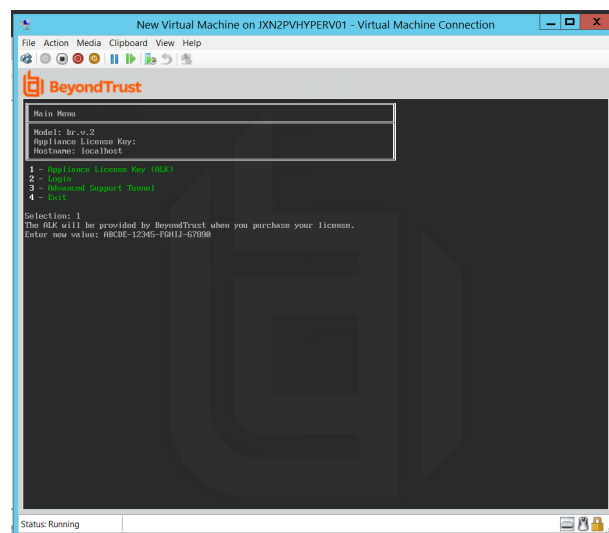 New Virtual Machine on JXN2PVHYPERV01 - Virtual Machine Connection
File Action Media Clipboard View Help
BeyondTrust
Main Menu
Model: br.v.2
Appliance License Key:
Hostname: localhost
1 - Appliance License Key (ALK)
2 - Login
3 - Advanced Support Tunnel
4 - Exit
Selection: 1
The ALK will be provided by BeyondTrust when you purchase your license.
Enter new value: ABCDE-12345-FGHIJ-67890
Status: Running